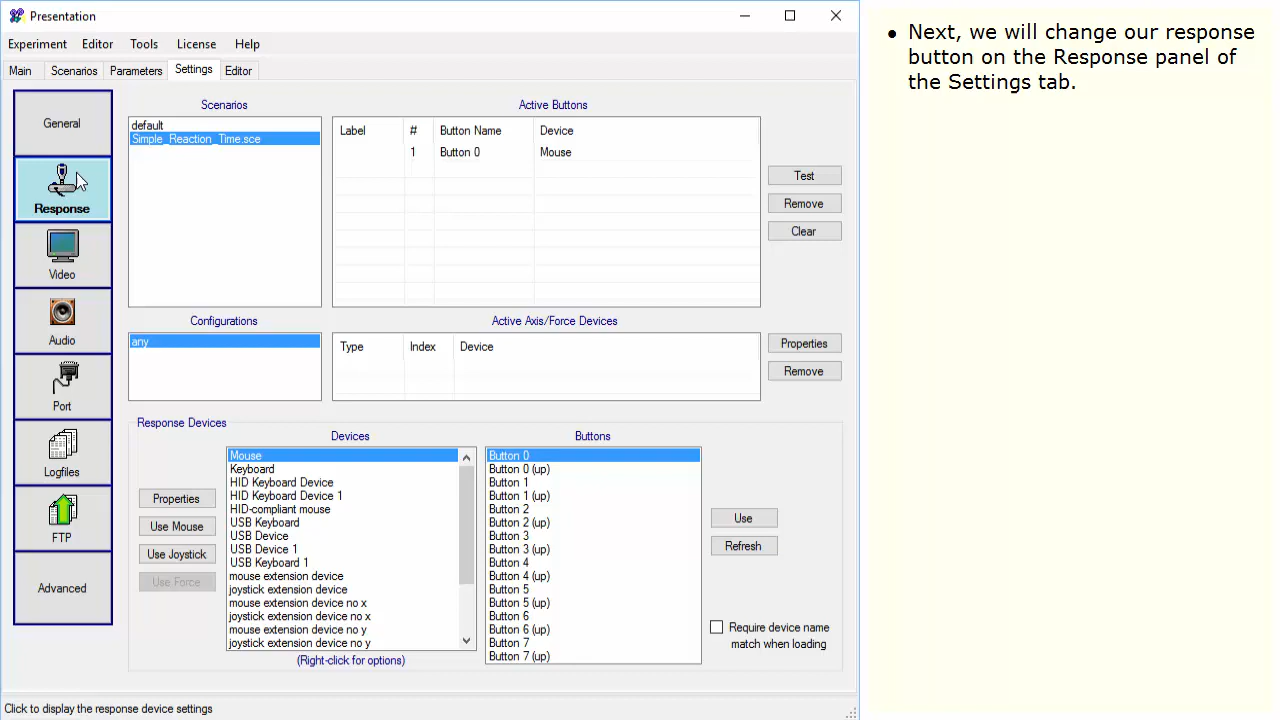 Presentation
Experiment Editor Tools License Help
Main Scenarios Parameters Settings Editor
General
Response
Video
Audio
Port
Logfiles
FTP
Advanced
Scenarios
default
Simple_Reaction_Time.sce
Active Buttons
Label # Button Name Device
1 Button 0 Mouse
Test
Remove
Clear
Configurations
any
Active Axis/Force Devices
Type Index Device
Properties
Remove
Response Devices
Devices
Properties
Use Mouse
Use Joystick
Use Force
Mouse
Keyboard
HID Keyboard Device
HID Keyboard Device 1
HID-compliant mouse
USB Keyboard
USB Device
USB Device 1
USB Keyboard 1
mouse extension device
joystick extension device
mouse extension device no x
joystick extension device no x
mouse extension device no y
joystick extension device no y
(Right-click for options)
Buttons
Button 0
Button 0 (up)
Button 1
Button 1 (up)
Button 2
Button 2 (up)
Button 3
Button 3 (up)
Button 4
Button 4 (up)
Button 5
Button 5 (up)
Button 6
Button 6 (up)
Button 7
Button 7 (up)
Use
Refresh
Require device name
match when loading
Click to display the response device settings
• Next, we will change our response
button on the Response panel of
the Settings tab.